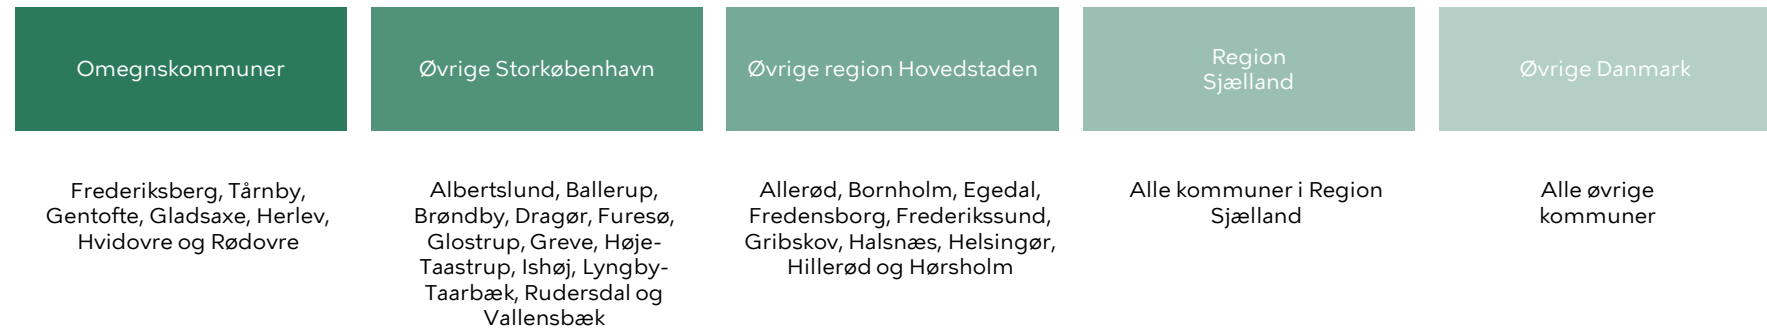 Omegnskommuner
Øvrige Storkøbenhavn
Øvrige region Hovedstaden
Region
Sjælland
Øvrige Danmark
Frederiksberg, Tårnby,
Gentofte, Gladsaxe, Herlev,
Hvidovre og Rødovre
Albertslund, Ballerup,
Brøndby, Dragør, Furesø,
Glostrup, Greve, Høje-
Taastrup, Ishøj, Lyngby-
Taarbæk, Rudersdal og
Vallensbæk
Allerød, Bornholm, Egedal,
Fredensborg, Frederikssund,
Gribskov, Halsnæs, Helsingør,
Hillerød og Hørsholm
Alle kommuner i Region
Sjælland
Alle øvrige
kommuner